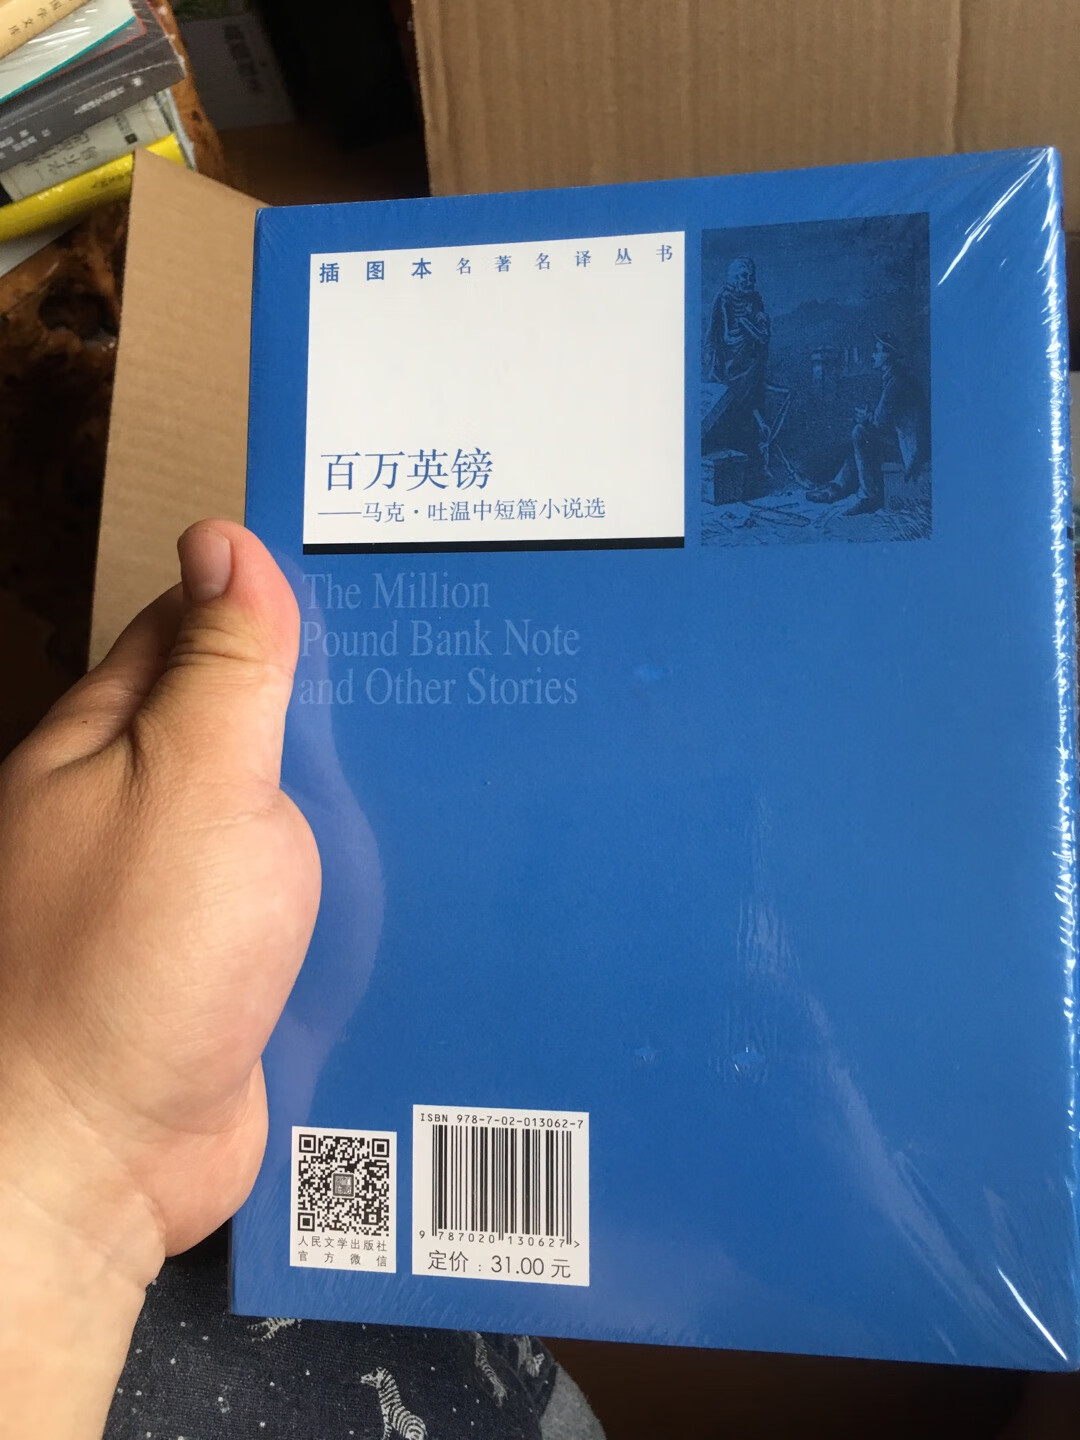 插图本名著名译丛书
百万英镑
——马克·吐温中短篇小说选
The Million
Pound Bank Note
and Other Stories
ISBN 978-7-02-013062-7
9 787020 130627>
定价：31.00 元
人民文学出版社
官方微信